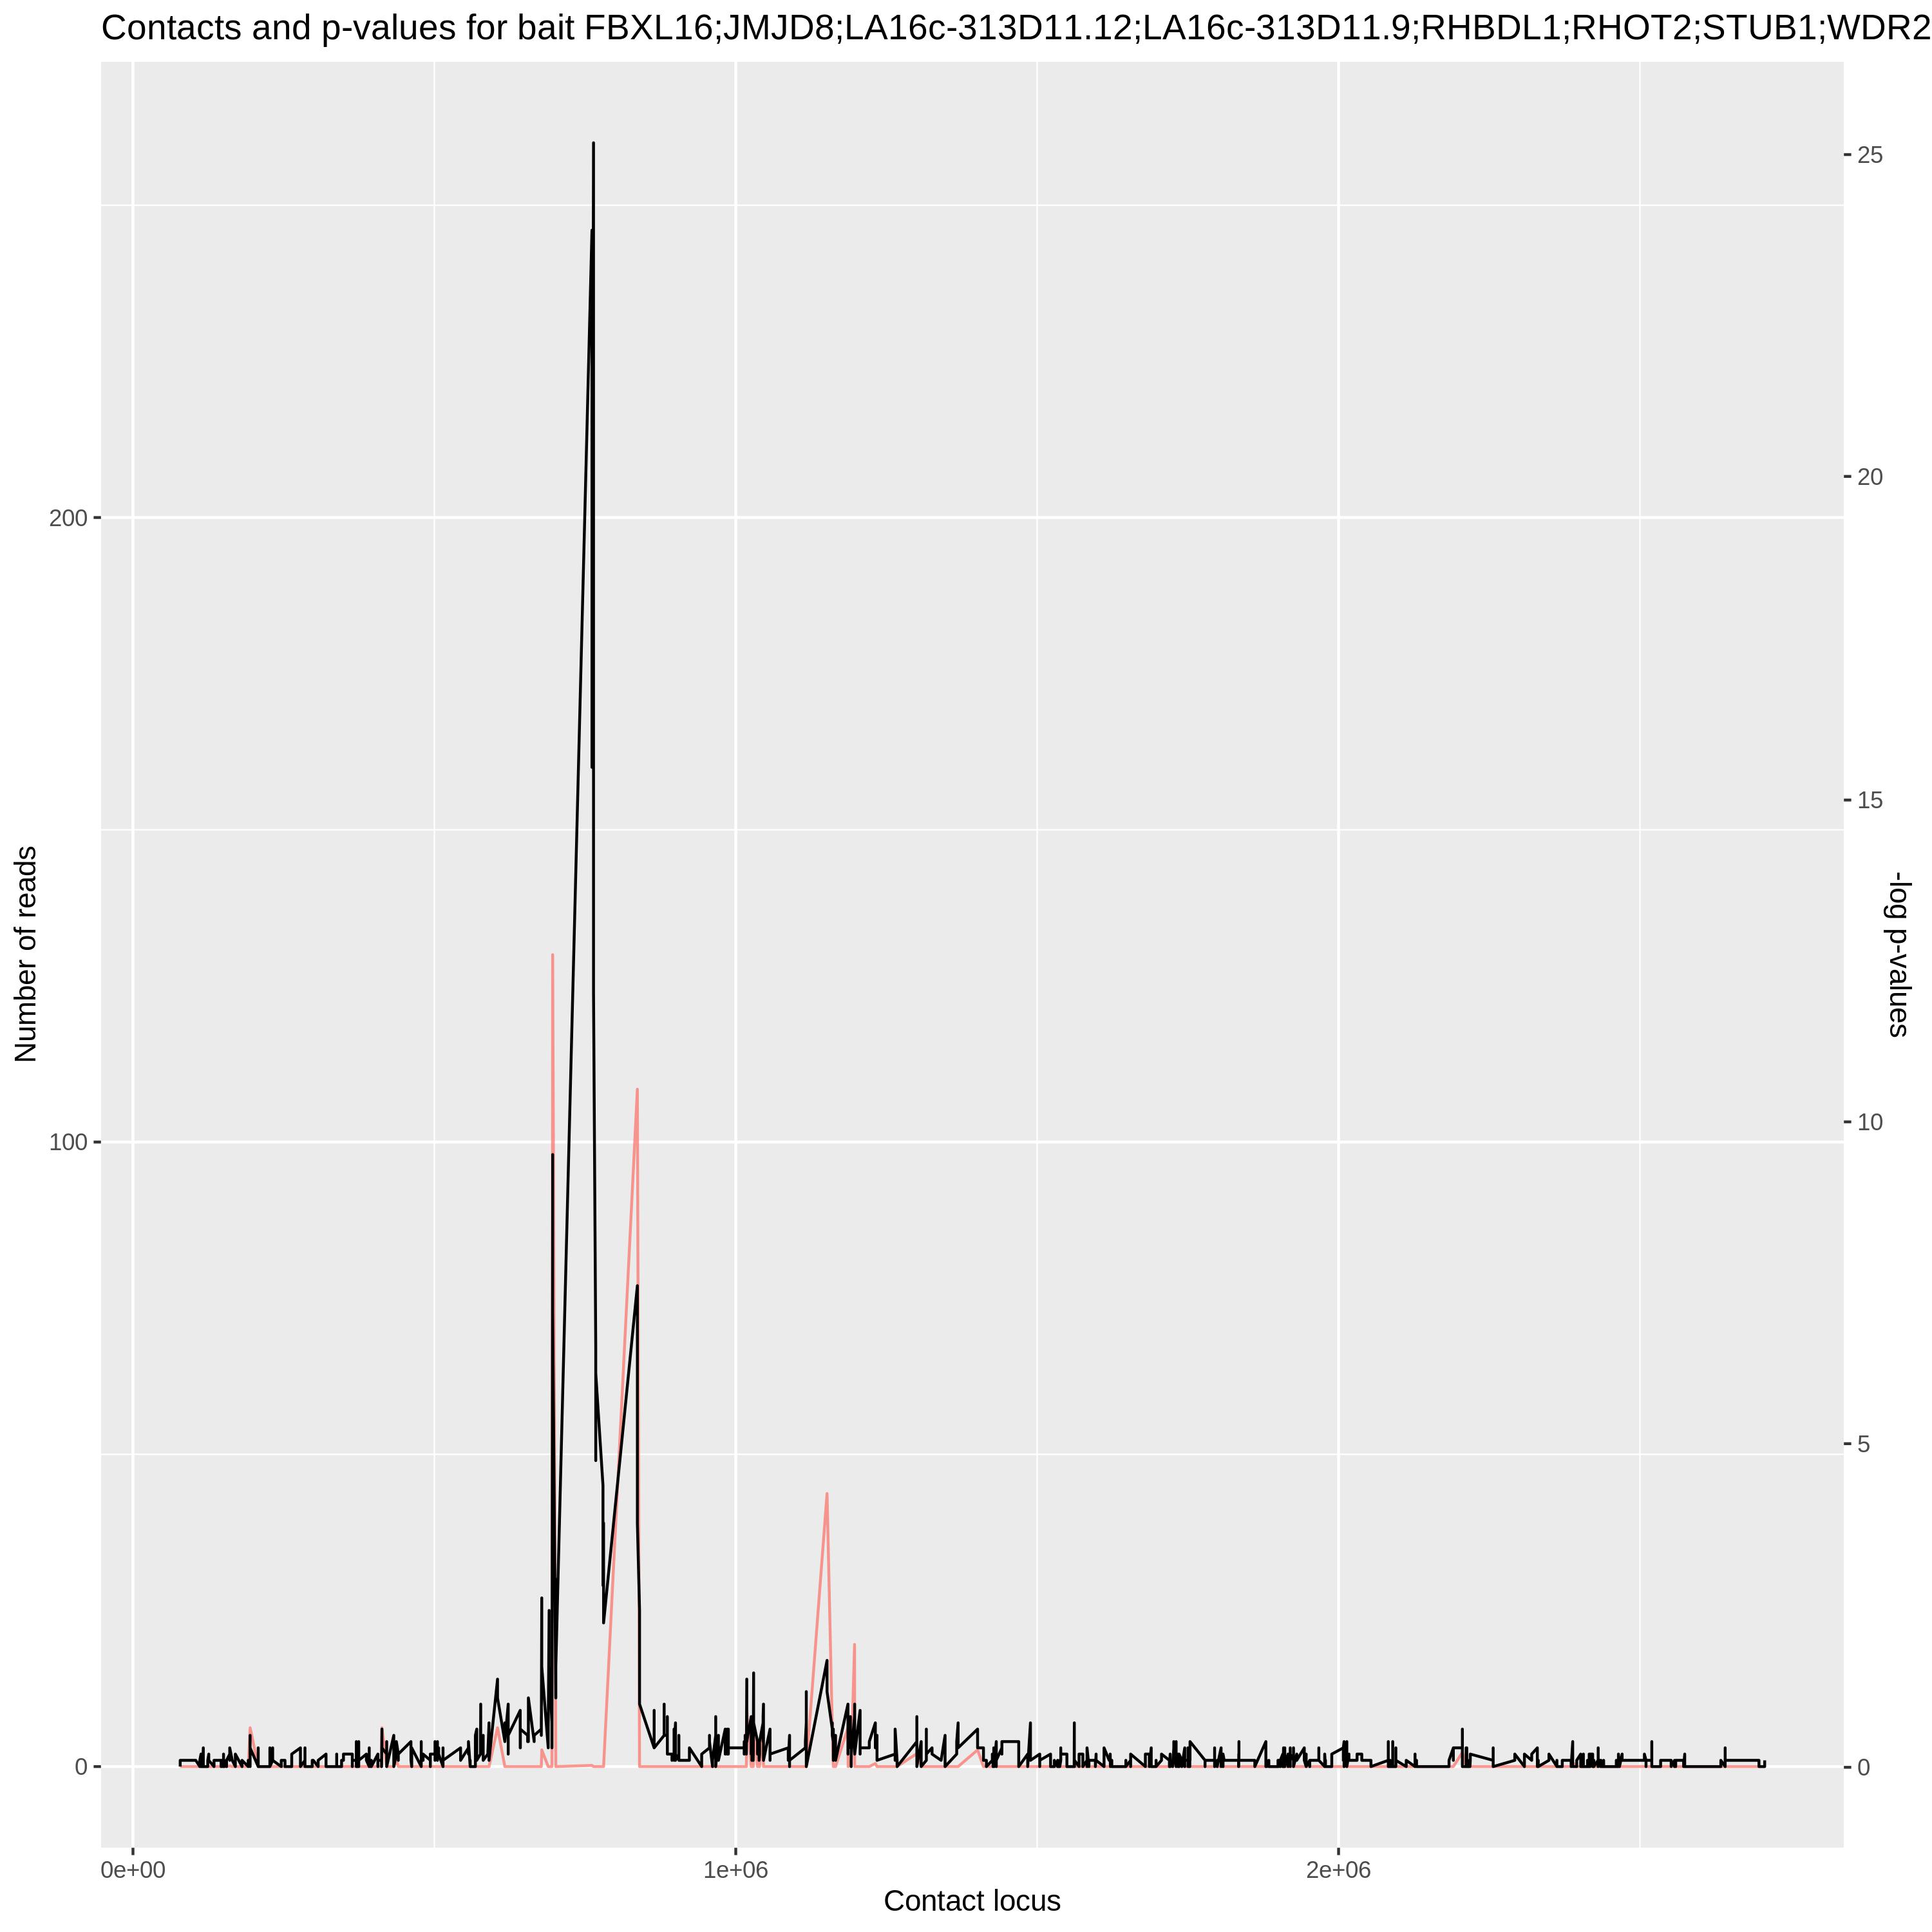 Contacts and p-values for bait FBXL16;JMJD8;LA16c-313D11.12;LA16c-313D11.9;RHBDL1;RHOT2;STUB1;WDR2
25
20
200
15
Number of reads
-log p-values
100
10
5
0
0
0e+00
1e+06
2e+06
Contact locus